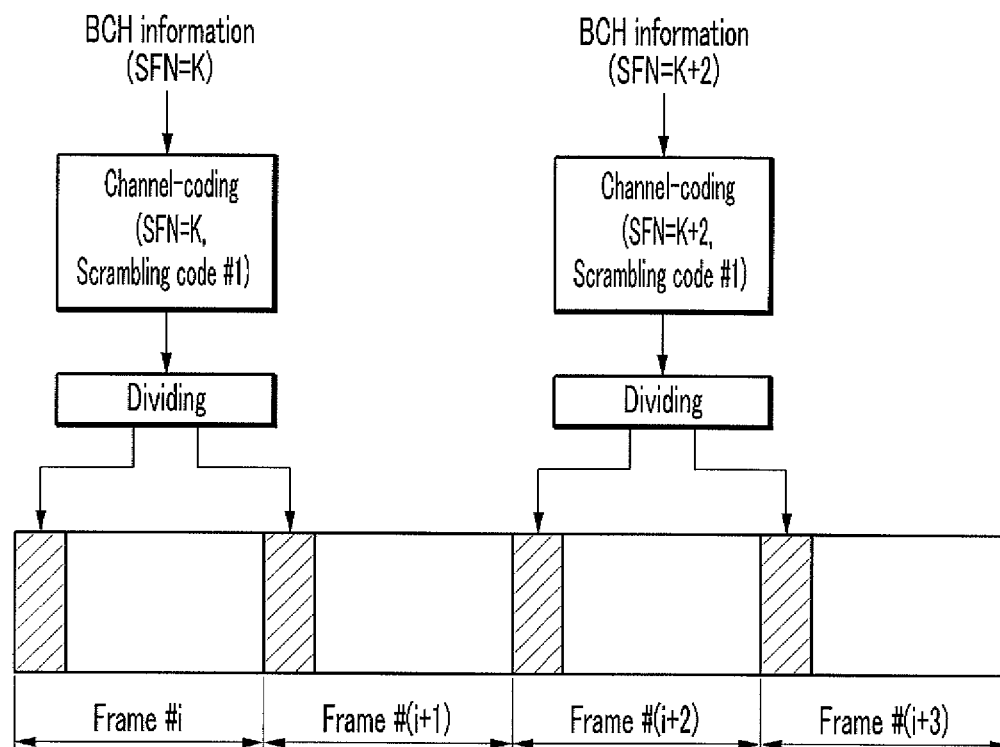 BCH information
(SFN=K)
BCH information
(SFN=K+2)
Channel-coding
(SFN=K,
Scrambling code #1)
Channel-coding
(SFN=K+2,
Scrambling code #1)
Dividing
Dividing
Frame #i
Frame #(i+1)
Frame #(i+2)
Frame #(i+3)